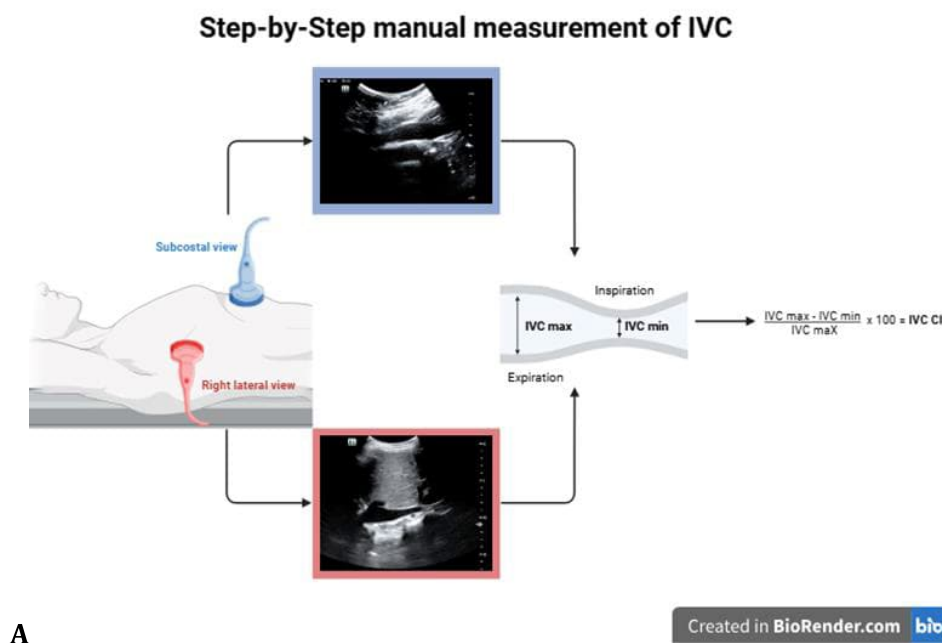 Step-by-Step manual measurement of IVC
Subcostal view
Right lateral view
Inspiration
IVC max
IVC min
Expiration
IVC max - IVC min
IVC maX
x 100 = IVC CI
A
Created in BioRender.com
bio